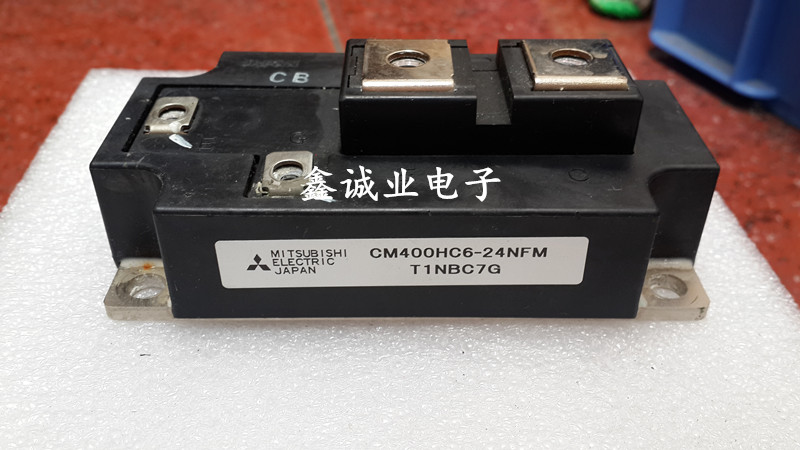 CB
鑫诚业电子
MITSUBISHI
ELECTRIC
JAPAN
CM400HC6-24NFM
T1NBC7G